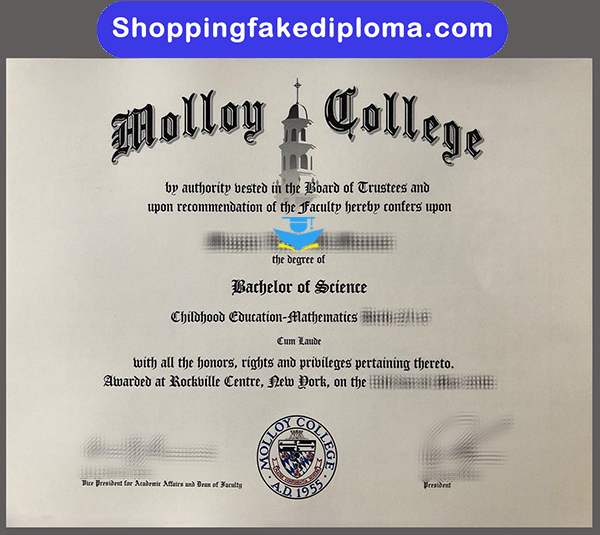 Shoppingfakediploma.com
Molloy College
by authority vested in the Board of Trustees and
upon recommendation of the Faculty hereby confers upon
the degree of
Bachelor of Science
Childhood Education-Mathematics
Cum Laude
with all the honors, rights and privileges pertaining thereto.
Awarded at Rockville Centre, New York, on the
MOLLOY COLLEGE
A.D. 1955
Vice President for Academic Affairs and Dean of Faculty
President